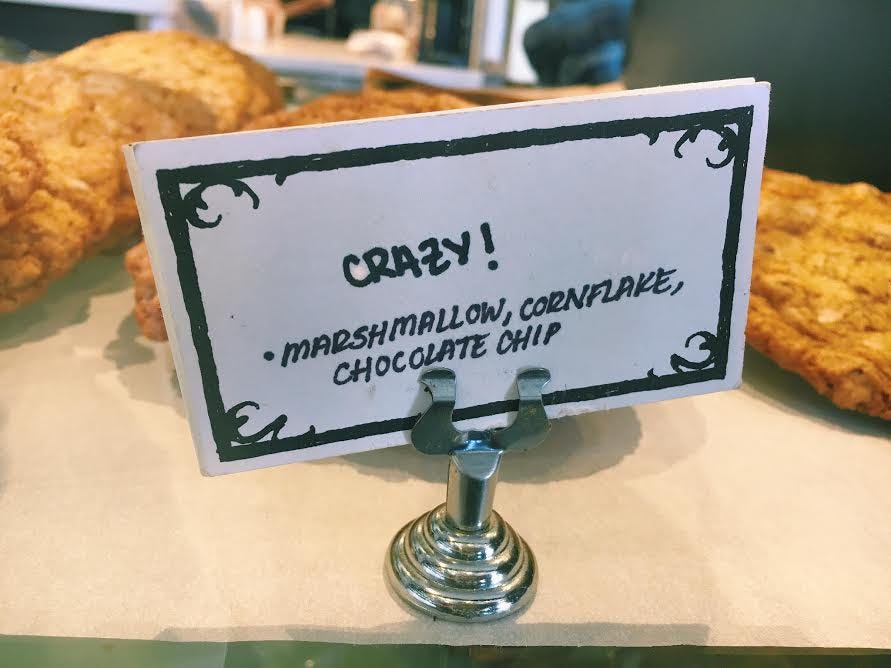 CRAZY!
•MARSHMALLOW, CORNFLAKE,
CHOCOLATE CHIP